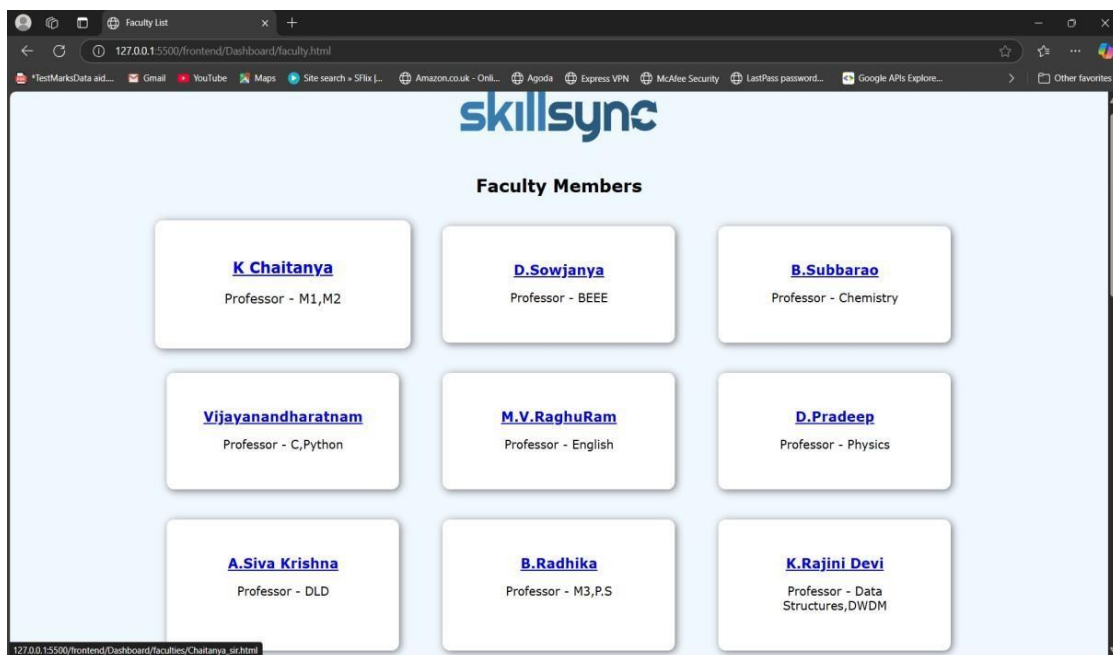 Faculty List
127.0.0.1:5500/frontend/Dashboard/faculty.html
*TestMarksData aid.... Gmail YouTube Maps Site search » SFlix |... Amazon.co.uk - Onli... Agoda Express VPN McAfee Security LastPass password... Google APIs Explore... Other favorites
skillsync
Faculty Members
K Chaitanya
Professor - M1,M2
D.Sowjanya
Professor - BEEE
B.Subbarao
Professor - Chemistry
Vijayanandharatnam
Professor - C,Python
M.V.RaghuRam
Professor - English
D.Pradeep
Professor - Physics
A.Siva Krishna
Professor - DLD
B.Radhika
Professor - M3,P.S
K.Rajini Devi
Professor - Data
Structures,DWDM
127.0.0.1:5500/frontend/Dashboard/faculties/Chaitanya_sir.html